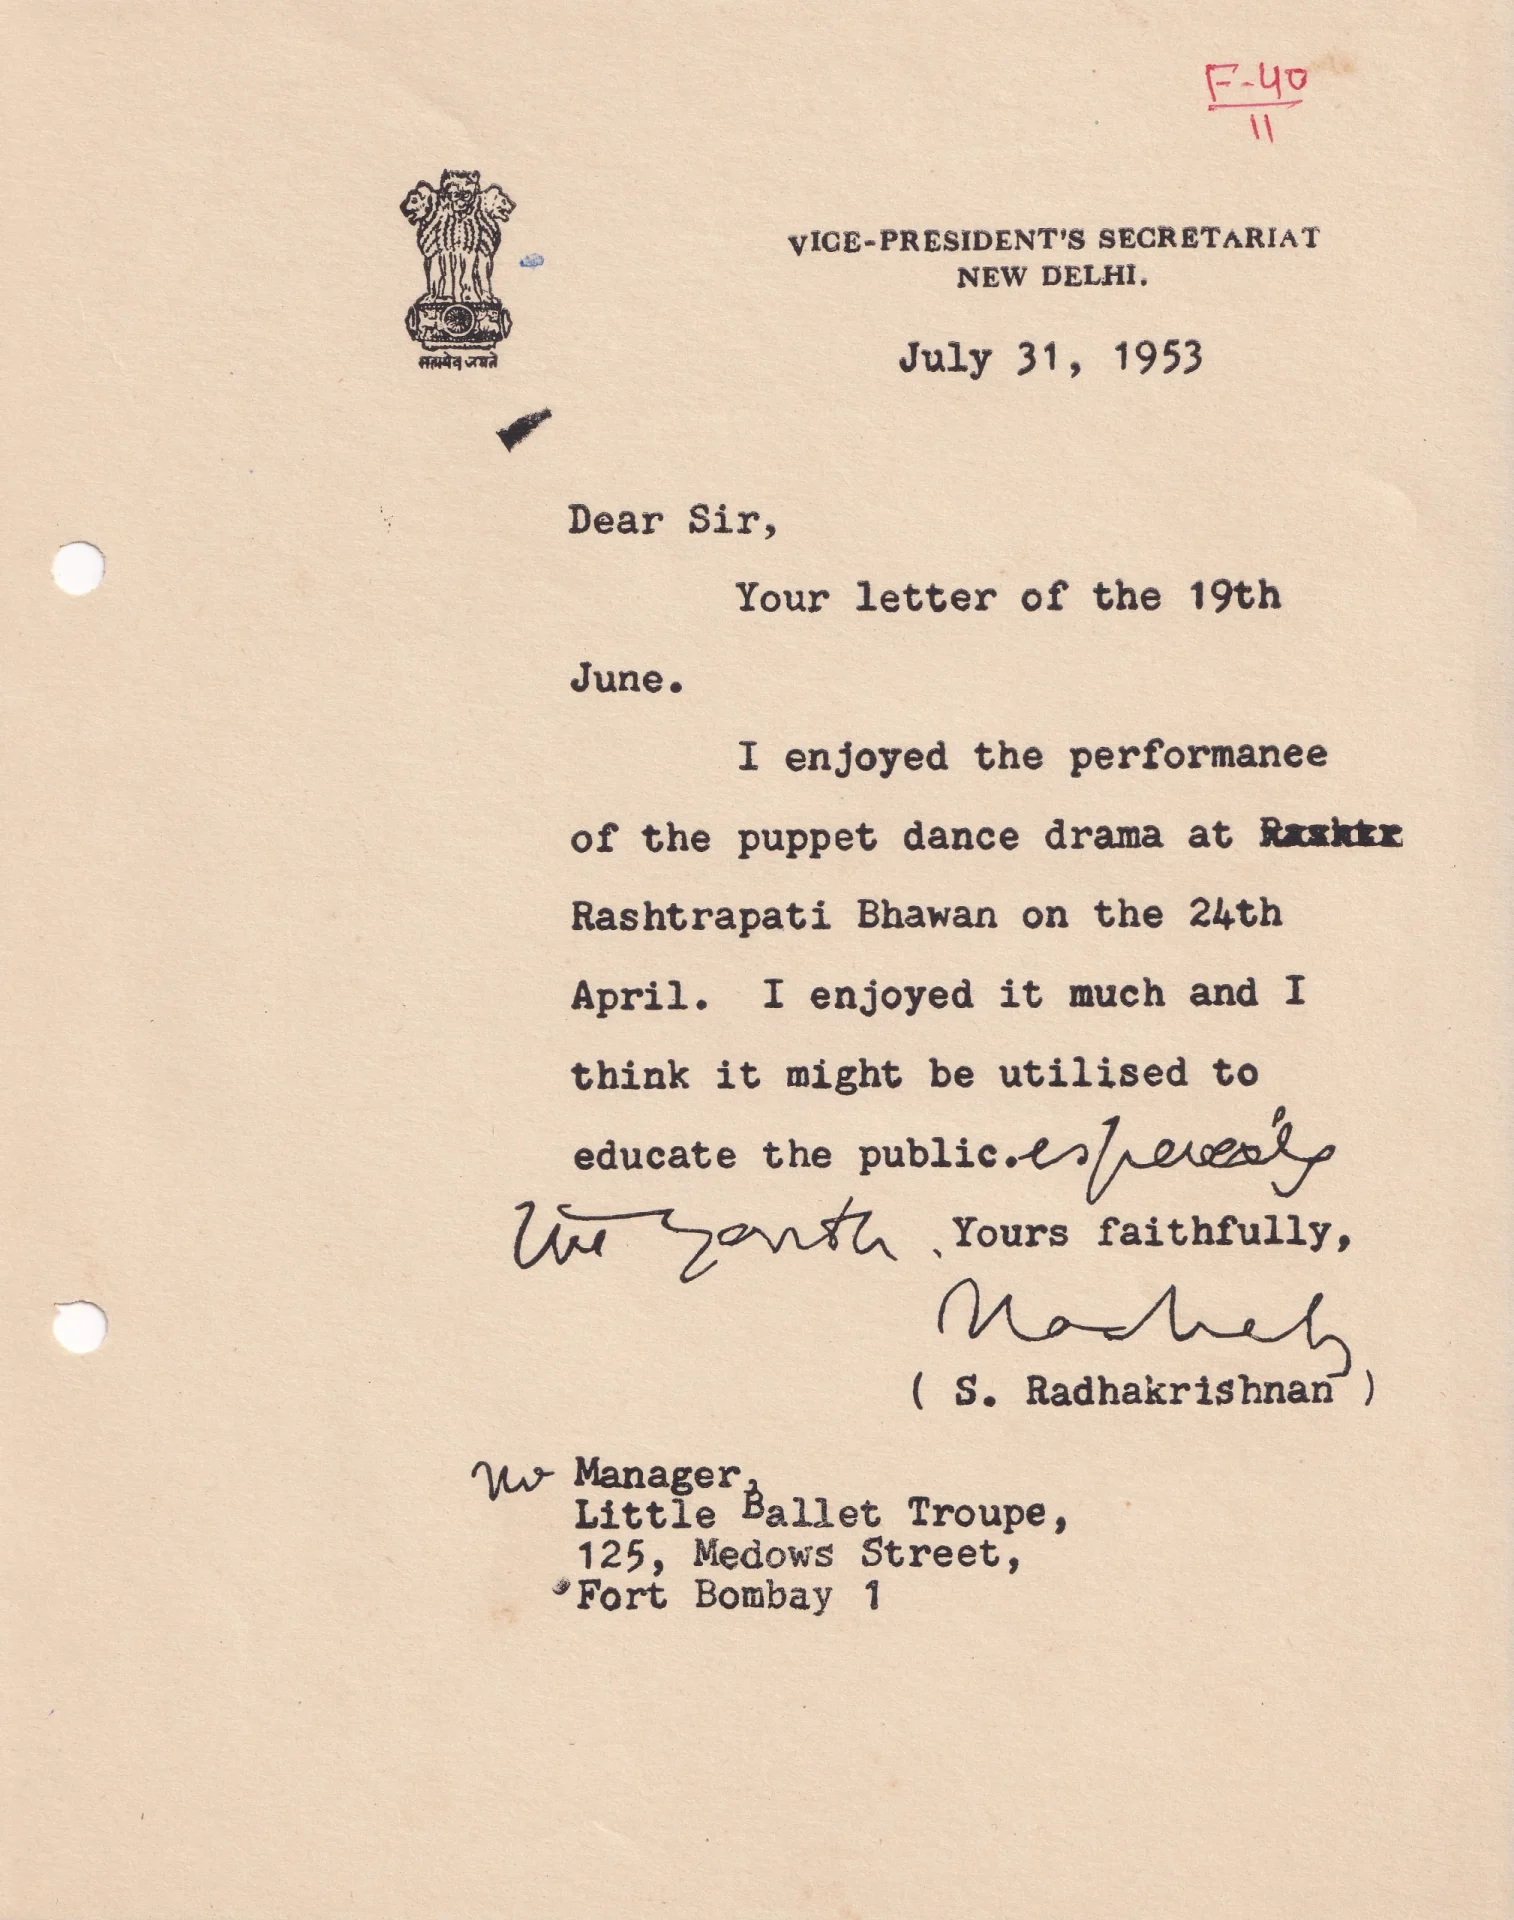 F-40
11
सत्यमेव जयते
VICE-PRESIDENT'S SECRETARIAT
NEW DELHI.
July 31, 1953
Dear Sir,
Your letter of the 19th
June.
I enjoyed the performanee
of the puppet dance drama at
Rashtrapati Bhawan on the 24th
April. I enjoyed it much and I
think it might be utilised to
educate the public. especially
the youth. Yours faithfully,
( S. Radhakrishnan )
The Manager,
Little Ballet Troupe,
125, Medows Street,
Fort Bombay 1